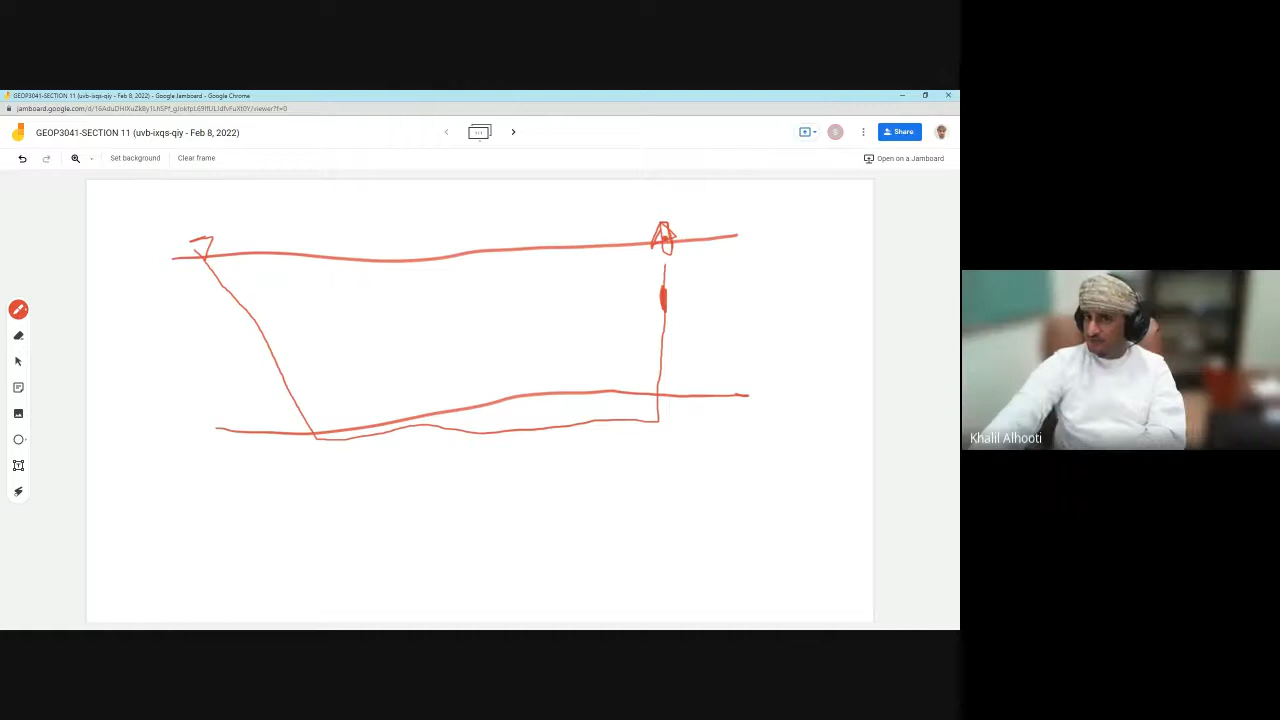 GEOP3041-SECTION 11 (uvb-ixqs-qiy - Feb 8, 2022) - Google Jamboard - Google Chrome
GEOP3041-SECTION 11 (uvb-ixqs-qiy - Feb 8, 2022)
Share
Set background
Clear frame
Open on a Jamboard
Khalil Alhooti